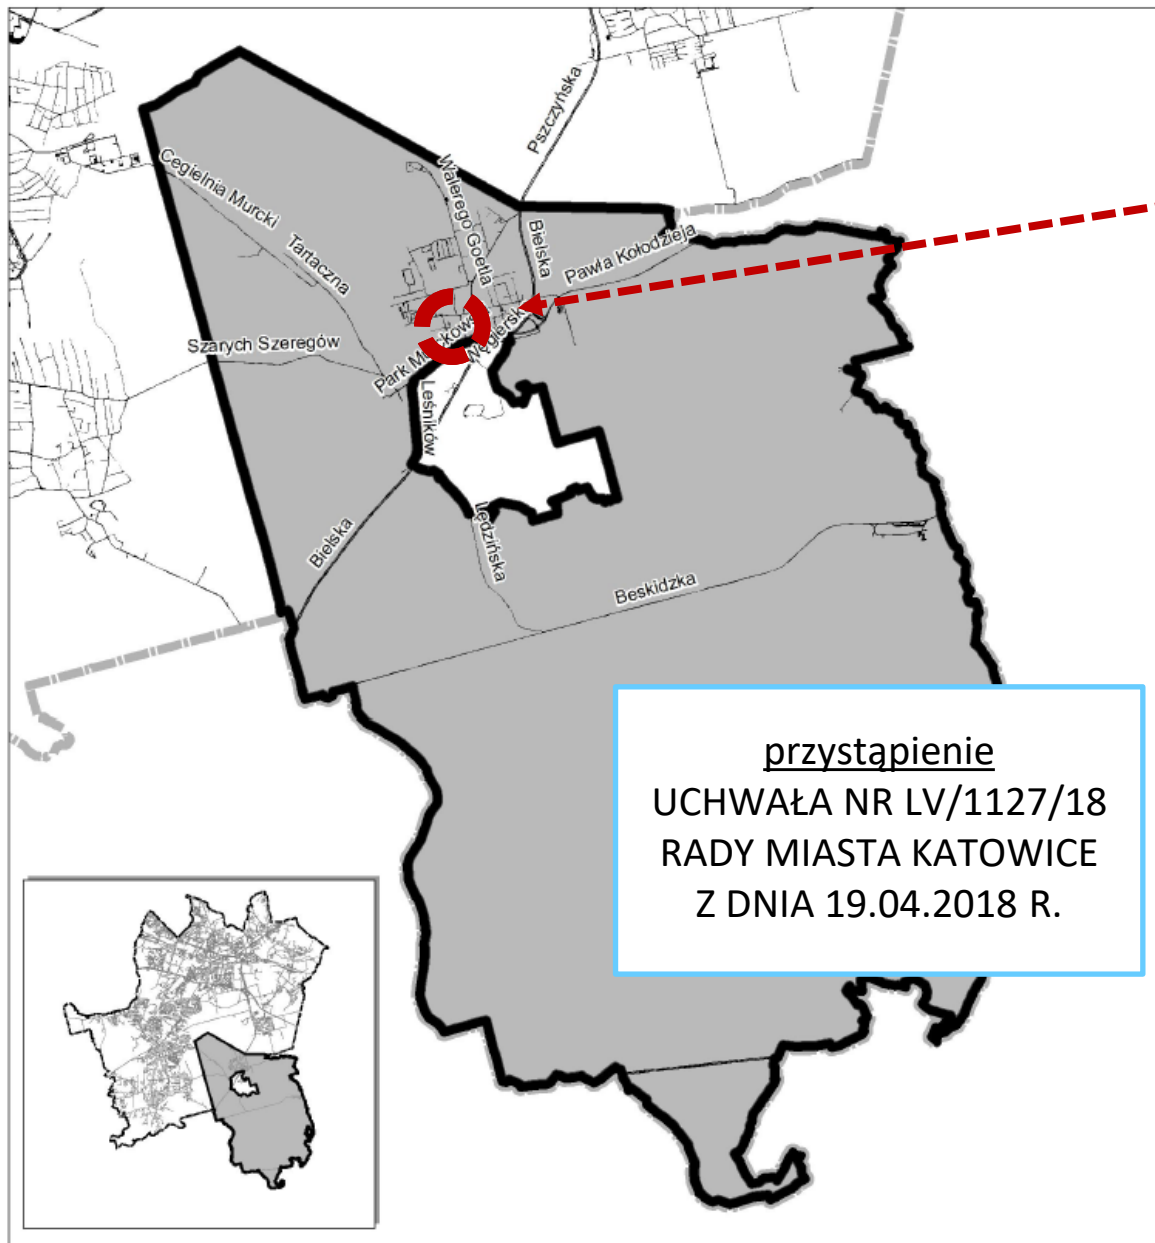 Pszczyńska
Cegielnia Murcki
Walerego Goetla
Tartaczna
Bielska
Pawła Kołodzieja
Szarych Szeregów
Park
Leśników
Bielska
Lędzińska
Beskidzka
przystąpienie
UCHWAŁA NR LV/1127/18
RADY MIASTA KATOWICE
Z DNIA 19.04.2018 R.